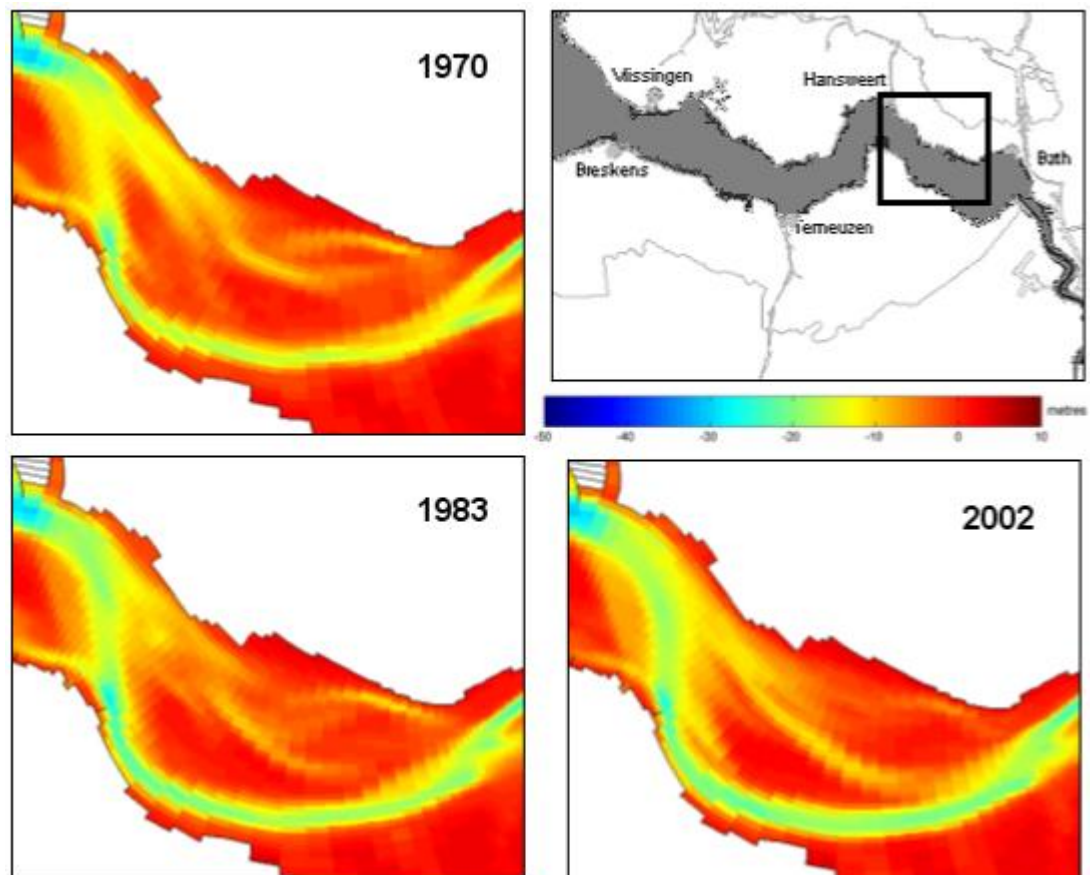 1970
Vlissingen
Hansweert
Bath
Breskens
Terneuzen
metres
-50 -40 -30 -20 -10 0 10
1983
2002